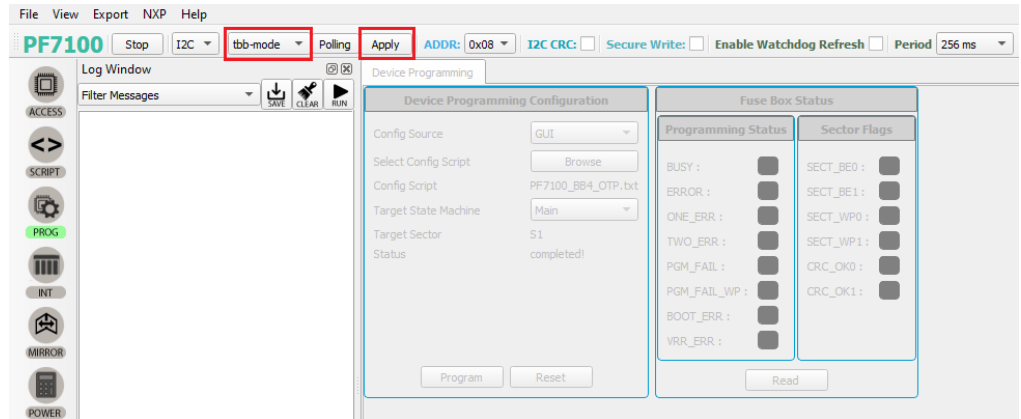 File View Export NXP Help
PF7100 Stop I2C tbb-mode Polling Apply ADDR: 0x08 I2C CRC: Secure Write: Enable Watchdog Refresh Period 256 ms
ACCESS
SCRIPT
PROG
INT
MIRROR
POWER
Log Window
Filter Messages SAVE CLEAR RUN
Device Programming
Device Programming Configuration
Config Source GUI
Select Config Script Browse
Config Script PF7100_BB4_OTP.txt
Target State Machine Main
Target Sector S1
Status completed!
Program Reset
Fuse Box Status
Programming Status
BUSY :
ERROR :
ONE_ERR :
TWO_ERR :
PGM_FAIL :
PGM_FAIL_WP :
BOOT_ERR :
VRR_ERR :
Sector Flags
SECT_BE0 :
SECT_BE1 :
SECT_WP0 :
SECT_WP1 :
CRC_OK0 :
CRC_OK1 :
Read